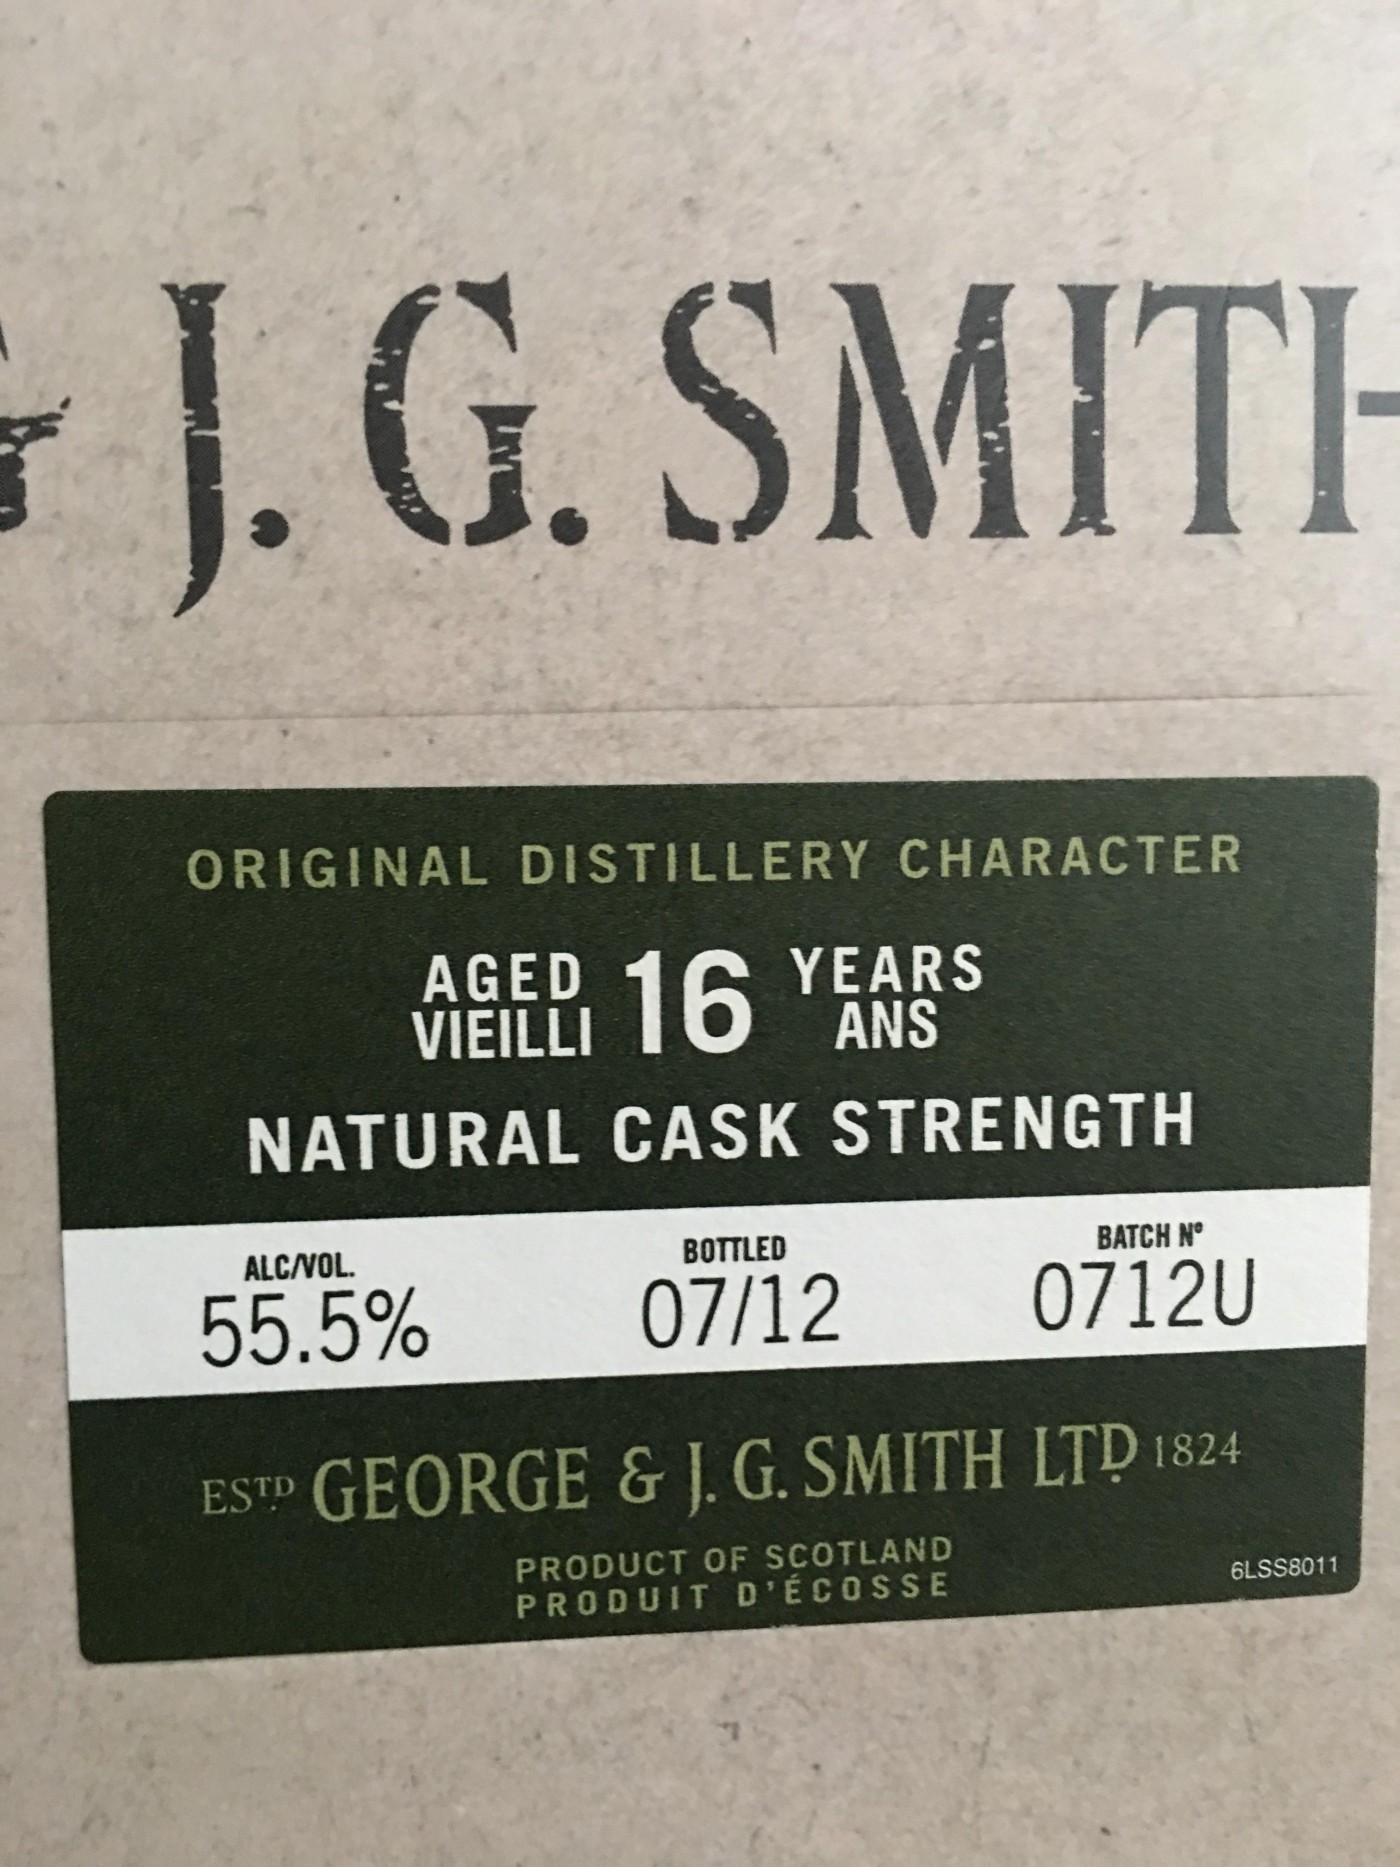 & J. G. SMITH
ORIGINAL DISTILLERY CHARACTER
AGED 16 YEARS
VIEILLI ANS
NATURAL CASK STRENGTH
ALC/VOL. BOTTLED BATCH Nº
55.5% 07/12 0712U
ESTD GEORGE & J. G. SMITH LTD 1824
PRODUCT OF SCOTLAND
PRODUIT D'ÉCOSSE
6LSS8011